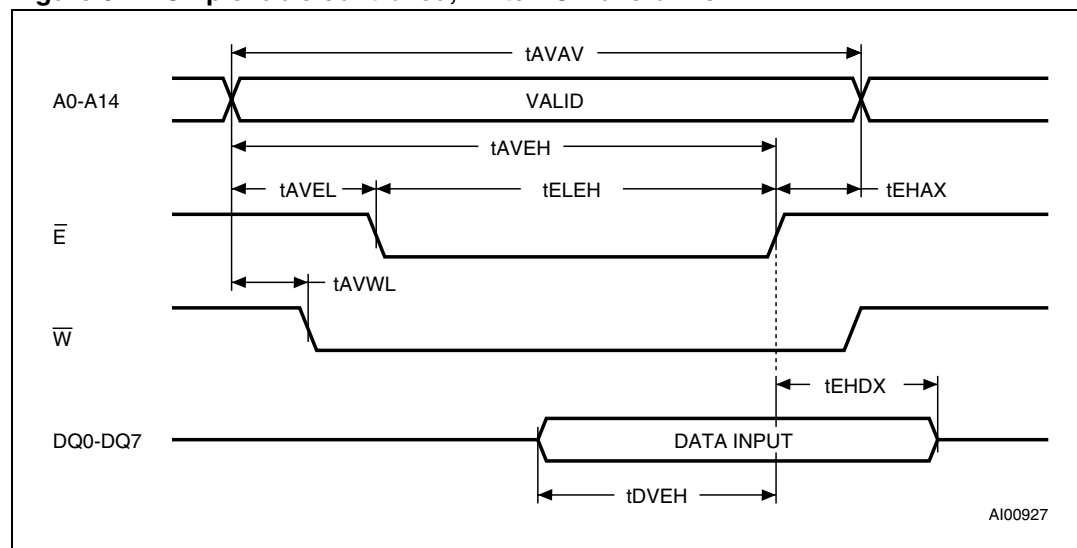 tAVAV
A0-A14
VALID
tAVEH
tAVEL
tELEH
tEHAX
E
tAVWL
W
tEHDX
DQ0-DQ7
DATA INPUT
tDVEH
AI00927